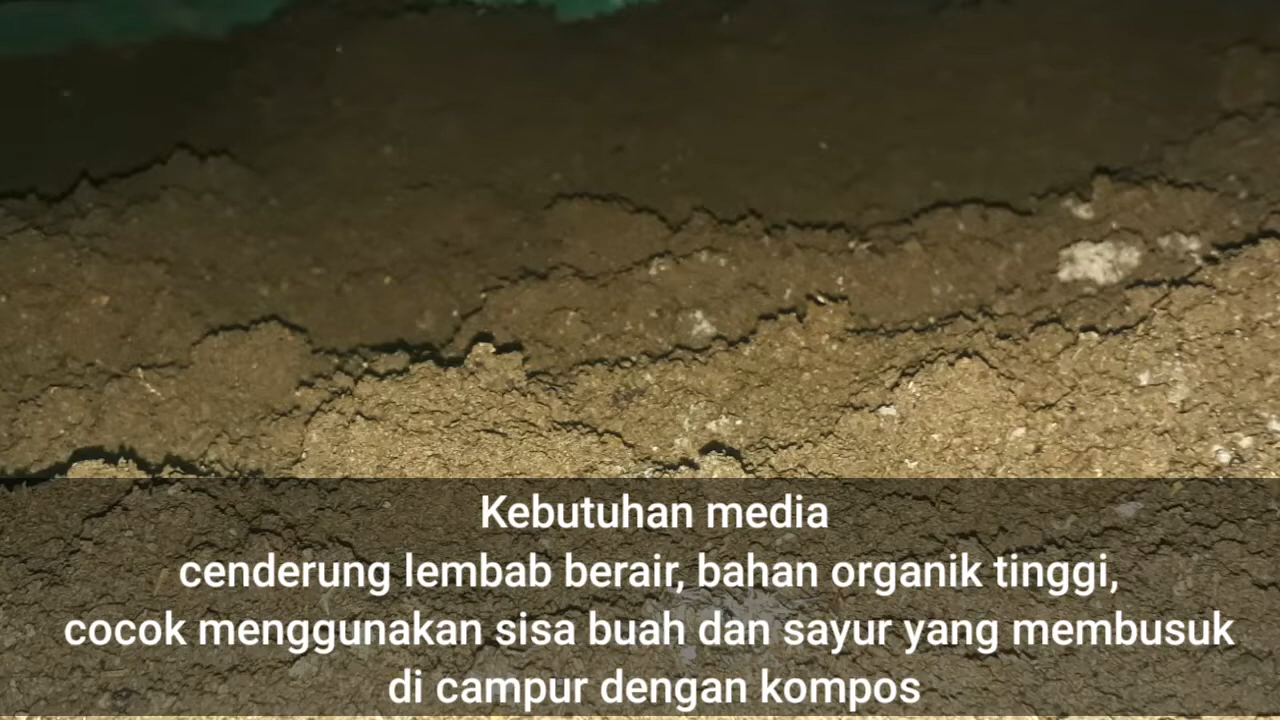 Kebutuhan media
cenderung lembab berair, bahan organik tinggi,
cocok menggunakan sisa buah dan sayur yang membusuk
di campur dengan kompos